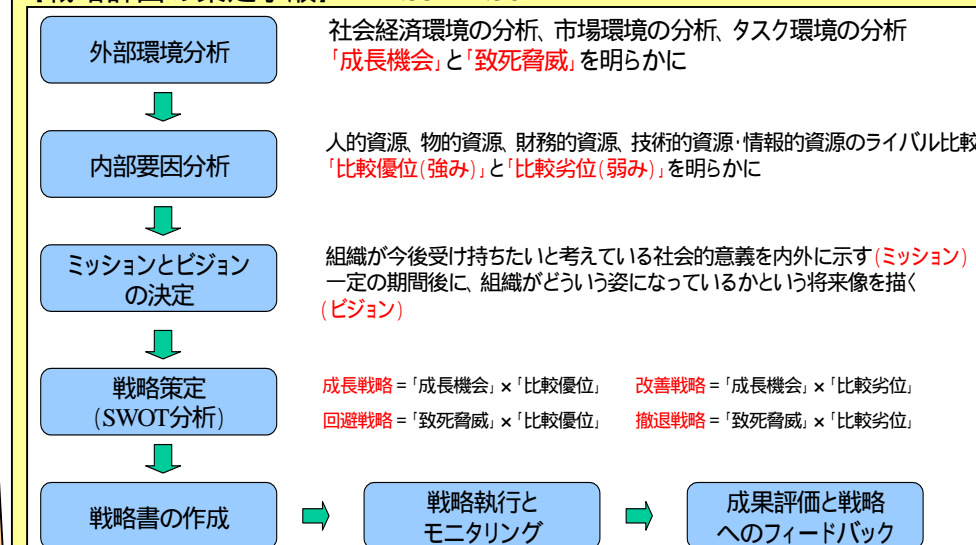 外部環境分析
社会経済環境の分析、市場環境の分析、タスク環境の分析
「成長機会」と「致死脅威」を明らかに
内部要因分析
人的資源、物的資源、財務的資源、技術的資源・情報的資源のライバル比較
「比較優位(強み)」と「比較劣位(弱み)」を明らかに
ミッションとビジョン
の決定
組織が今後受け持ちたいと考えている社会的意義を内外に示す(ミッション)
一定の期間後に、組織がどういう姿になっているかという将来像を描く
(ビジョン)
戦略策定
(SWOT分析)
成長戦略=「成長機会」×「比較優位」 改善戦略=「成長機会」×「比較劣位」
回避戦略=「致死脅威」×「比較優位」 撤退戦略=「致死脅威」×「比較劣位」
戦略書の作成
戦略執行と
モニタリング
成果評価と戦略
へのフィードバック